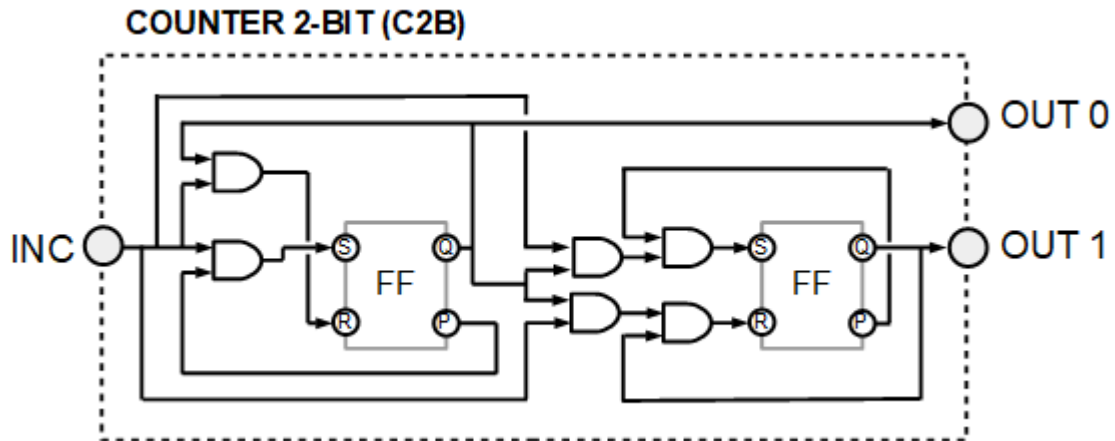 COUNTER 2-BIT (C2B)
OUT 0
INC
S
Q
FF
R
P
S
Q
FF
R
P
OUT 1